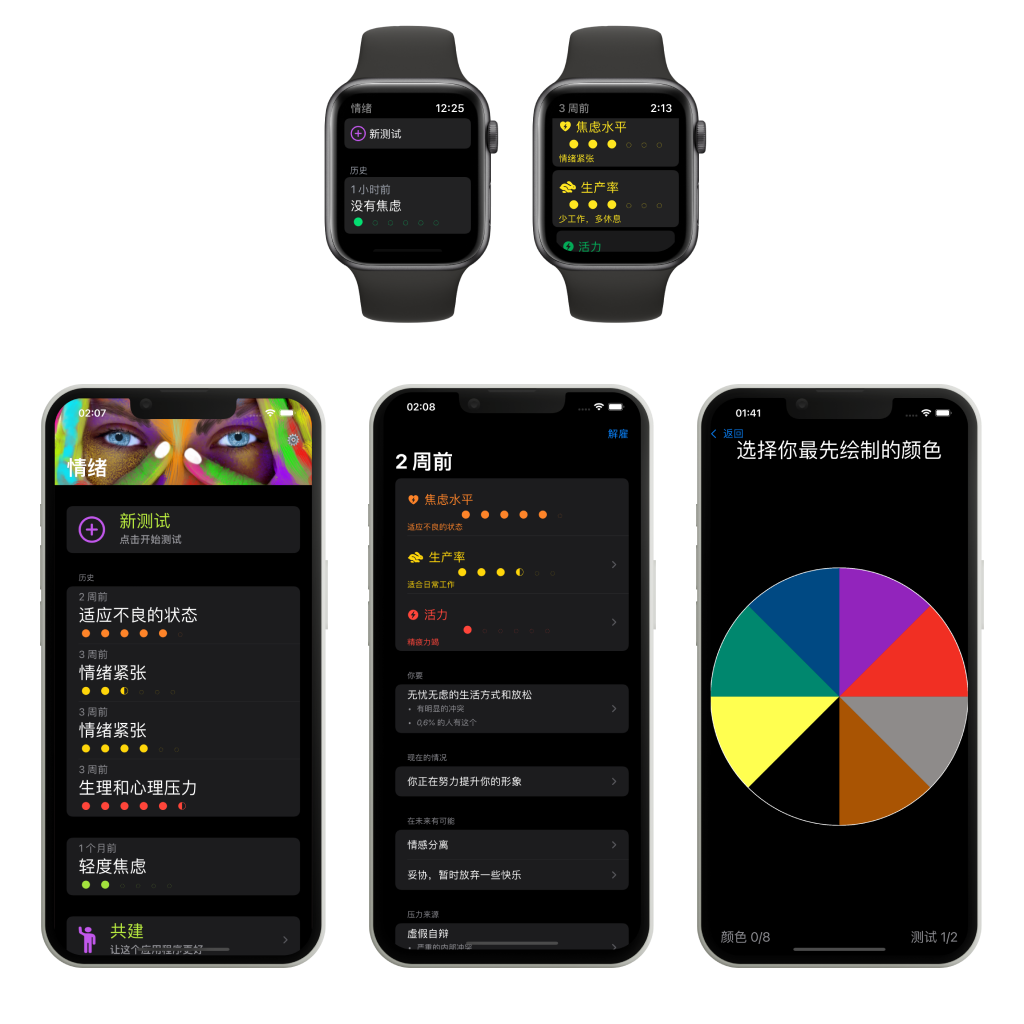 情绪
12:25
新测试
历史
1 小时前
没有焦虑
3 周前
2:13
焦虑水平
情绪紧张
生产率
少工作，多休息
活力
02:07
情绪
新测试
点击开始测试
历史
2 周前
适应不良的状态
3 周前
情绪紧张
3 周前
情绪紧张
3 周前
生理和心理压力
1 个月前
轻度焦虑
共建
让这个应用程序更好
02:08
解雇
2 周前
焦虑水平
适应不良的状态
生产率
适合日常工作
活力
精疲力竭
你要
无忧无虑的生活方式和放松
• 有明显的冲突
• 0,6% 的人有这个
现在的情况
你正在努力提升你的形象
在未来有可能
情感分离
妥协，暂时放弃一些快乐
压力来源
虚假自辩
• 严重的内部冲突
01:41
返回
选择你最先绘制的颜色
颜色 0/8
测试 1/2